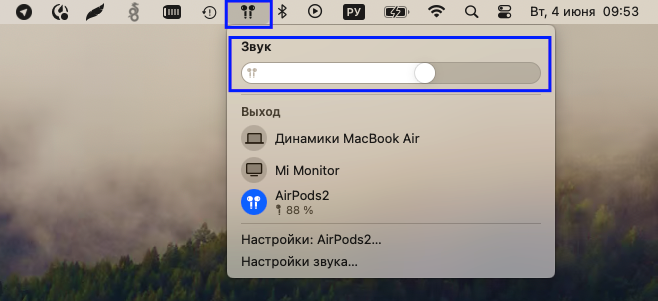 РУ
Вт, 4 июня 09:53
Звук
Выход
Динамики MacBook Air
Mi Monitor
AirPods2
88 %
Настройки: AirPods2...
Настройки звука...